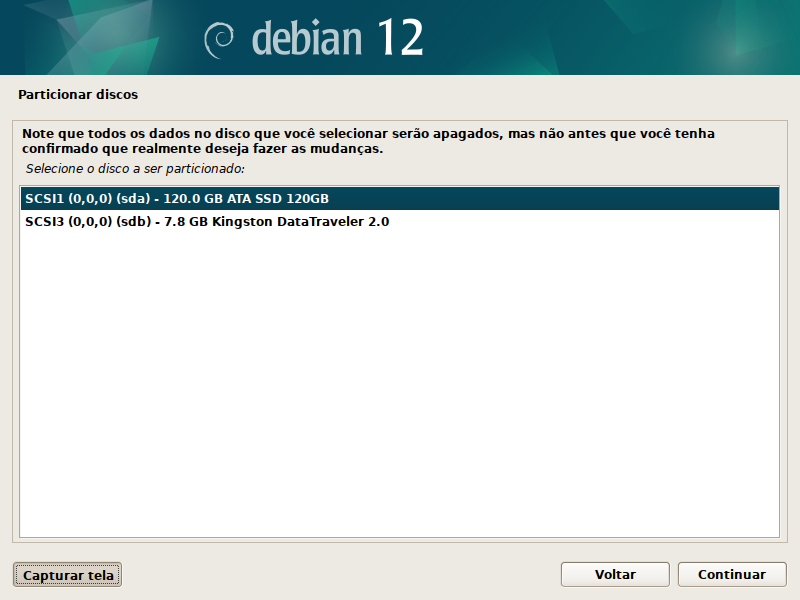 debian 12
Particionar discos
Note que todos os dados no disco que você selecionar serão apagados, mas não antes que você tenha
confirmado que realmente deseja fazer as mudanças.
Selecione o disco a ser particionado:
SCSI1 (0,0,0) (sda) - 120.0 GB ATA SSD 120GB
SCSI3 (0,0,0) (sdb) - 7.8 GB Kingston DataTraveler 2.0
Capturar tela
Voltar
Continuar